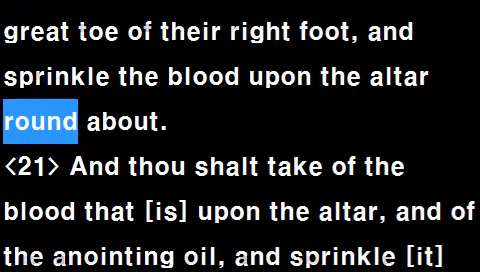 great toe of their right foot, and
sprinkle the blood upon the altar
round about.
<21> And thou shalt take of the
blood that [is] upon the altar, and of
the anointing oil, and sprinkle [it]